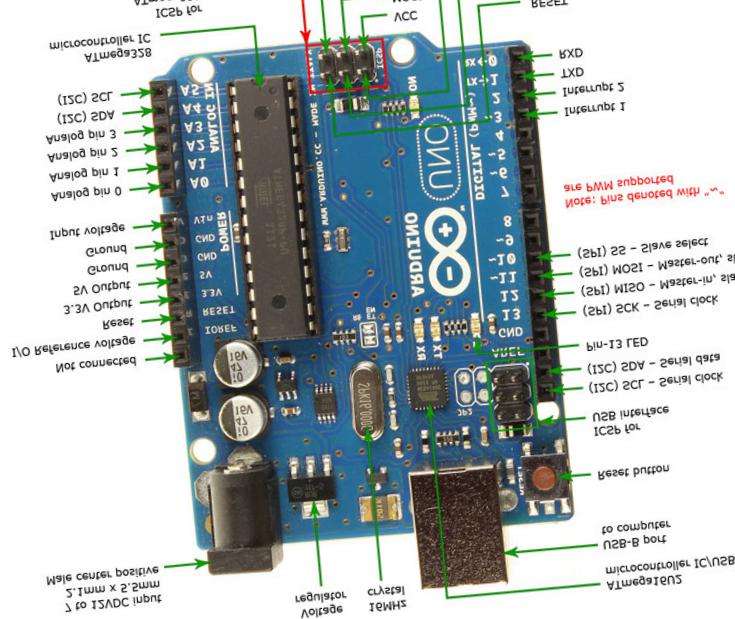 7 to 12VDC input
2.1mm x 5.5mm
Male center positive
Voltage
regulator
16MHz
crystal
ATmega16U2
microcontroller IC/USB
USB-B port
to computer
Reset button
ICSP for
USB interface
(I2C) SCL – Serial clock
(I2C) SDA – Serial data
Pin-13 LED
(SPI) SCK – Serial clock
(SPI) MISO – Master-in, sla
(SPI) MOSI – Master-out, sl
(SPI) SS – Slave select
Note: Pins denoted with "~"
are PWM supported
Interrupt 1
Interrupt 2
TXD
RXD
RESET
VCC
Not connected
I/O Reference voltage
Reset
3.3V Output
5V Output
Ground
Ground
Input voltage
Analog pin 0
Analog pin 1
Analog pin 2
Analog pin 3
(I2C) SDA
(I2C) SCL
ATmega328
microcontroller IC
ICSP for
47
16V
47
16V
JP2
AREF
GND
13
12
~11
~10
~9
8
7
~6
~5
4
~3
2
TX→1
RX←0
DIGITAL (PWM~)
TX
RX
ARDUINO
UNO
ON
ICSP
WWW.ARDUINO.CC – MADE
IOREF
RESET
3.3V
5V
GND
GND
Vin
POWER
A0
A1
A2
A3
A4
A5
ANALOG IN